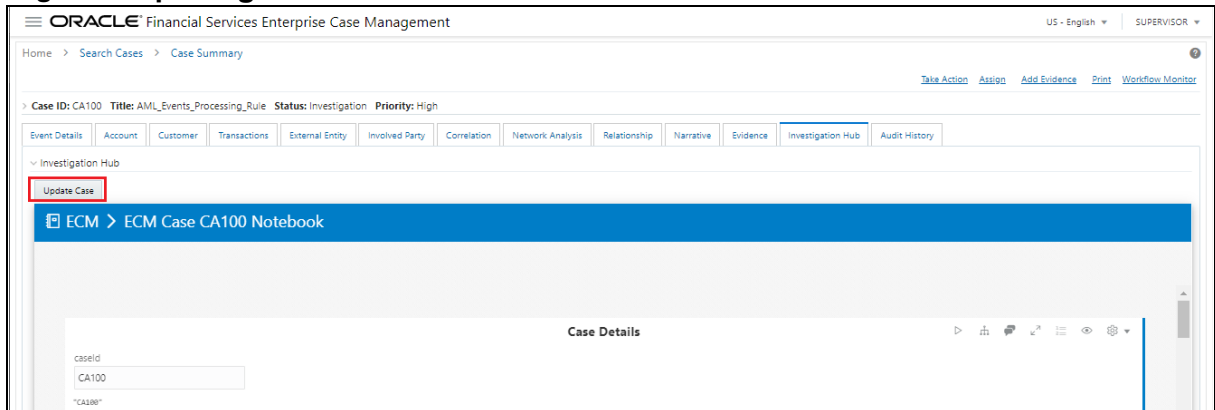 ORACLE® Financial Services Enterprise Case Management US - English SUPERVISOR
Home > Search Cases > Case Summary
Take Action Assign Add Evidence Print Workflow Monitor
> Case ID: CA100 Title: AML_Events_Processing_Rule Status: Investigation Priority: High
Event Details Account Customer Transactions External Entity Involved Party Correlation Network Analysis Relationship Narrative Evidence Investigation Hub Audit History
Investigation Hub
Update Case
ECM > ECM Case CA100 Notebook
Case Details
caseid
CA100
"CA100"